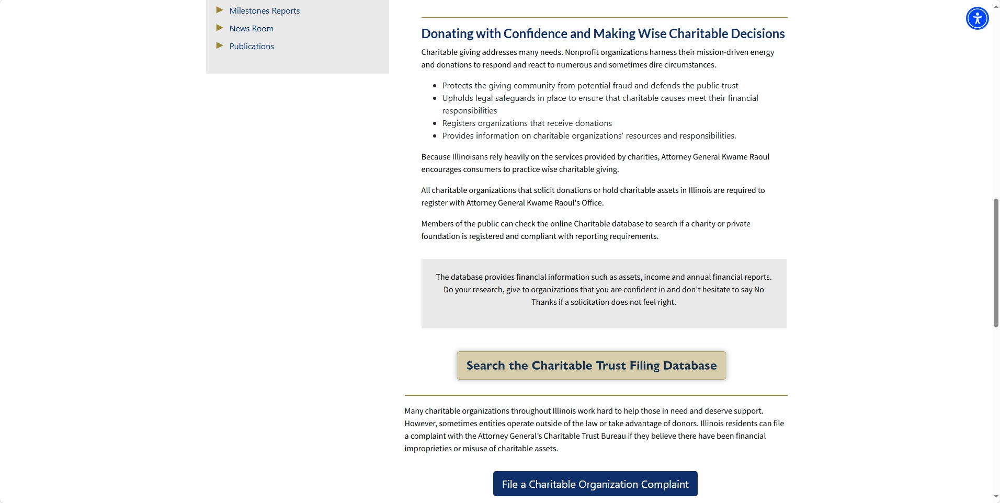 Milestones Reports
News Room
Publications
Donating with Confidence and Making Wise Charitable Decisions
Charitable giving addresses many needs. Nonprofit organizations harness their mission-driven energy
and donations to respond and react to numerous and sometimes dire circumstances.
Protects the giving community from potential fraud and defends the public trust
Upholds legal safeguards in place to ensure that charitable causes meet their financial
responsibilities
Registers organizations that receive donations
Provides information on charitable organizations' resources and responsibilities.
Because Illinoisans rely heavily on the services provided by charities, Attorney General Kwame Raoul
encourages consumers to practice wise charitable giving.
All charitable organizations that solicit donations or hold charitable assets in Illinois are required to
register with Attorney General Kwame Raoul's Office.
Members of the public can check the online Charitable database to search if a charity or private
foundation is registered and compliant with reporting requirements.
The database provides financial information such as assets, income and annual financial reports.
Do your research, give to organizations that you are confident in and don't hesitate to say No
Thanks if a solicitation does not feel right.
Search the Charitable Trust Filing Database
Many charitable organizations throughout Illinois work hard to help those in need and deserve support.
However, sometimes entities operate outside of the law or take advantage of donors. Illinois residents can file
a complaint with the Attorney General’s Charitable Trust Bureau if they believe there have been financial
improprieties or misuse of charitable assets.
File a Charitable Organization Complaint